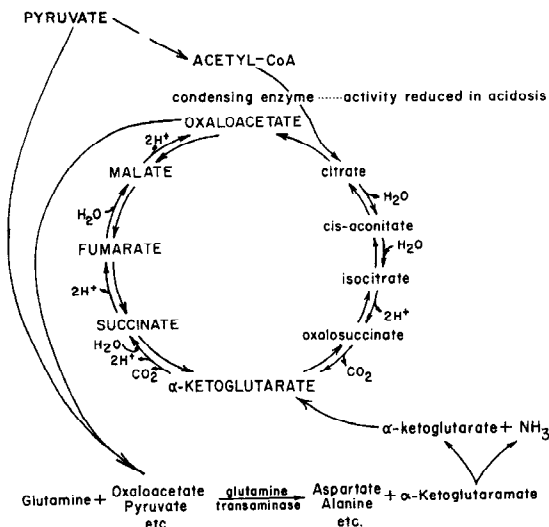 PYRUVATE
ACETYL-CoA
condensing enzyme ......activity reduced in acidosis
OXALOACETATE
2H⁺
MALATE
citrate
H₂O
H₂O
cis-aconitate
H₂O
FUMARATE
isocitrate
2H⁺
2H⁺
SUCCINATE
oxalosuccinate
H₂O
2H⁺
CO₂
CO₂
α-KETOGLUTARATE
α-ketoglutarate + NH₃
Glutamine + Oxaloacetate Pyruvate etc. glutamine transaminase Aspartate Alanine etc. + α-Ketoglutaramate